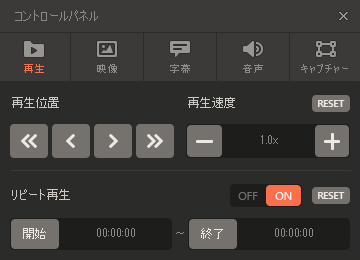 コントロールパネル
再生 映像 字幕 音声 キャプチャー
再生位置 再生速度 RESET
1.0x
リピート再生 OFF ON RESET
開始 00:00:00 ~ 終了 00:00:00